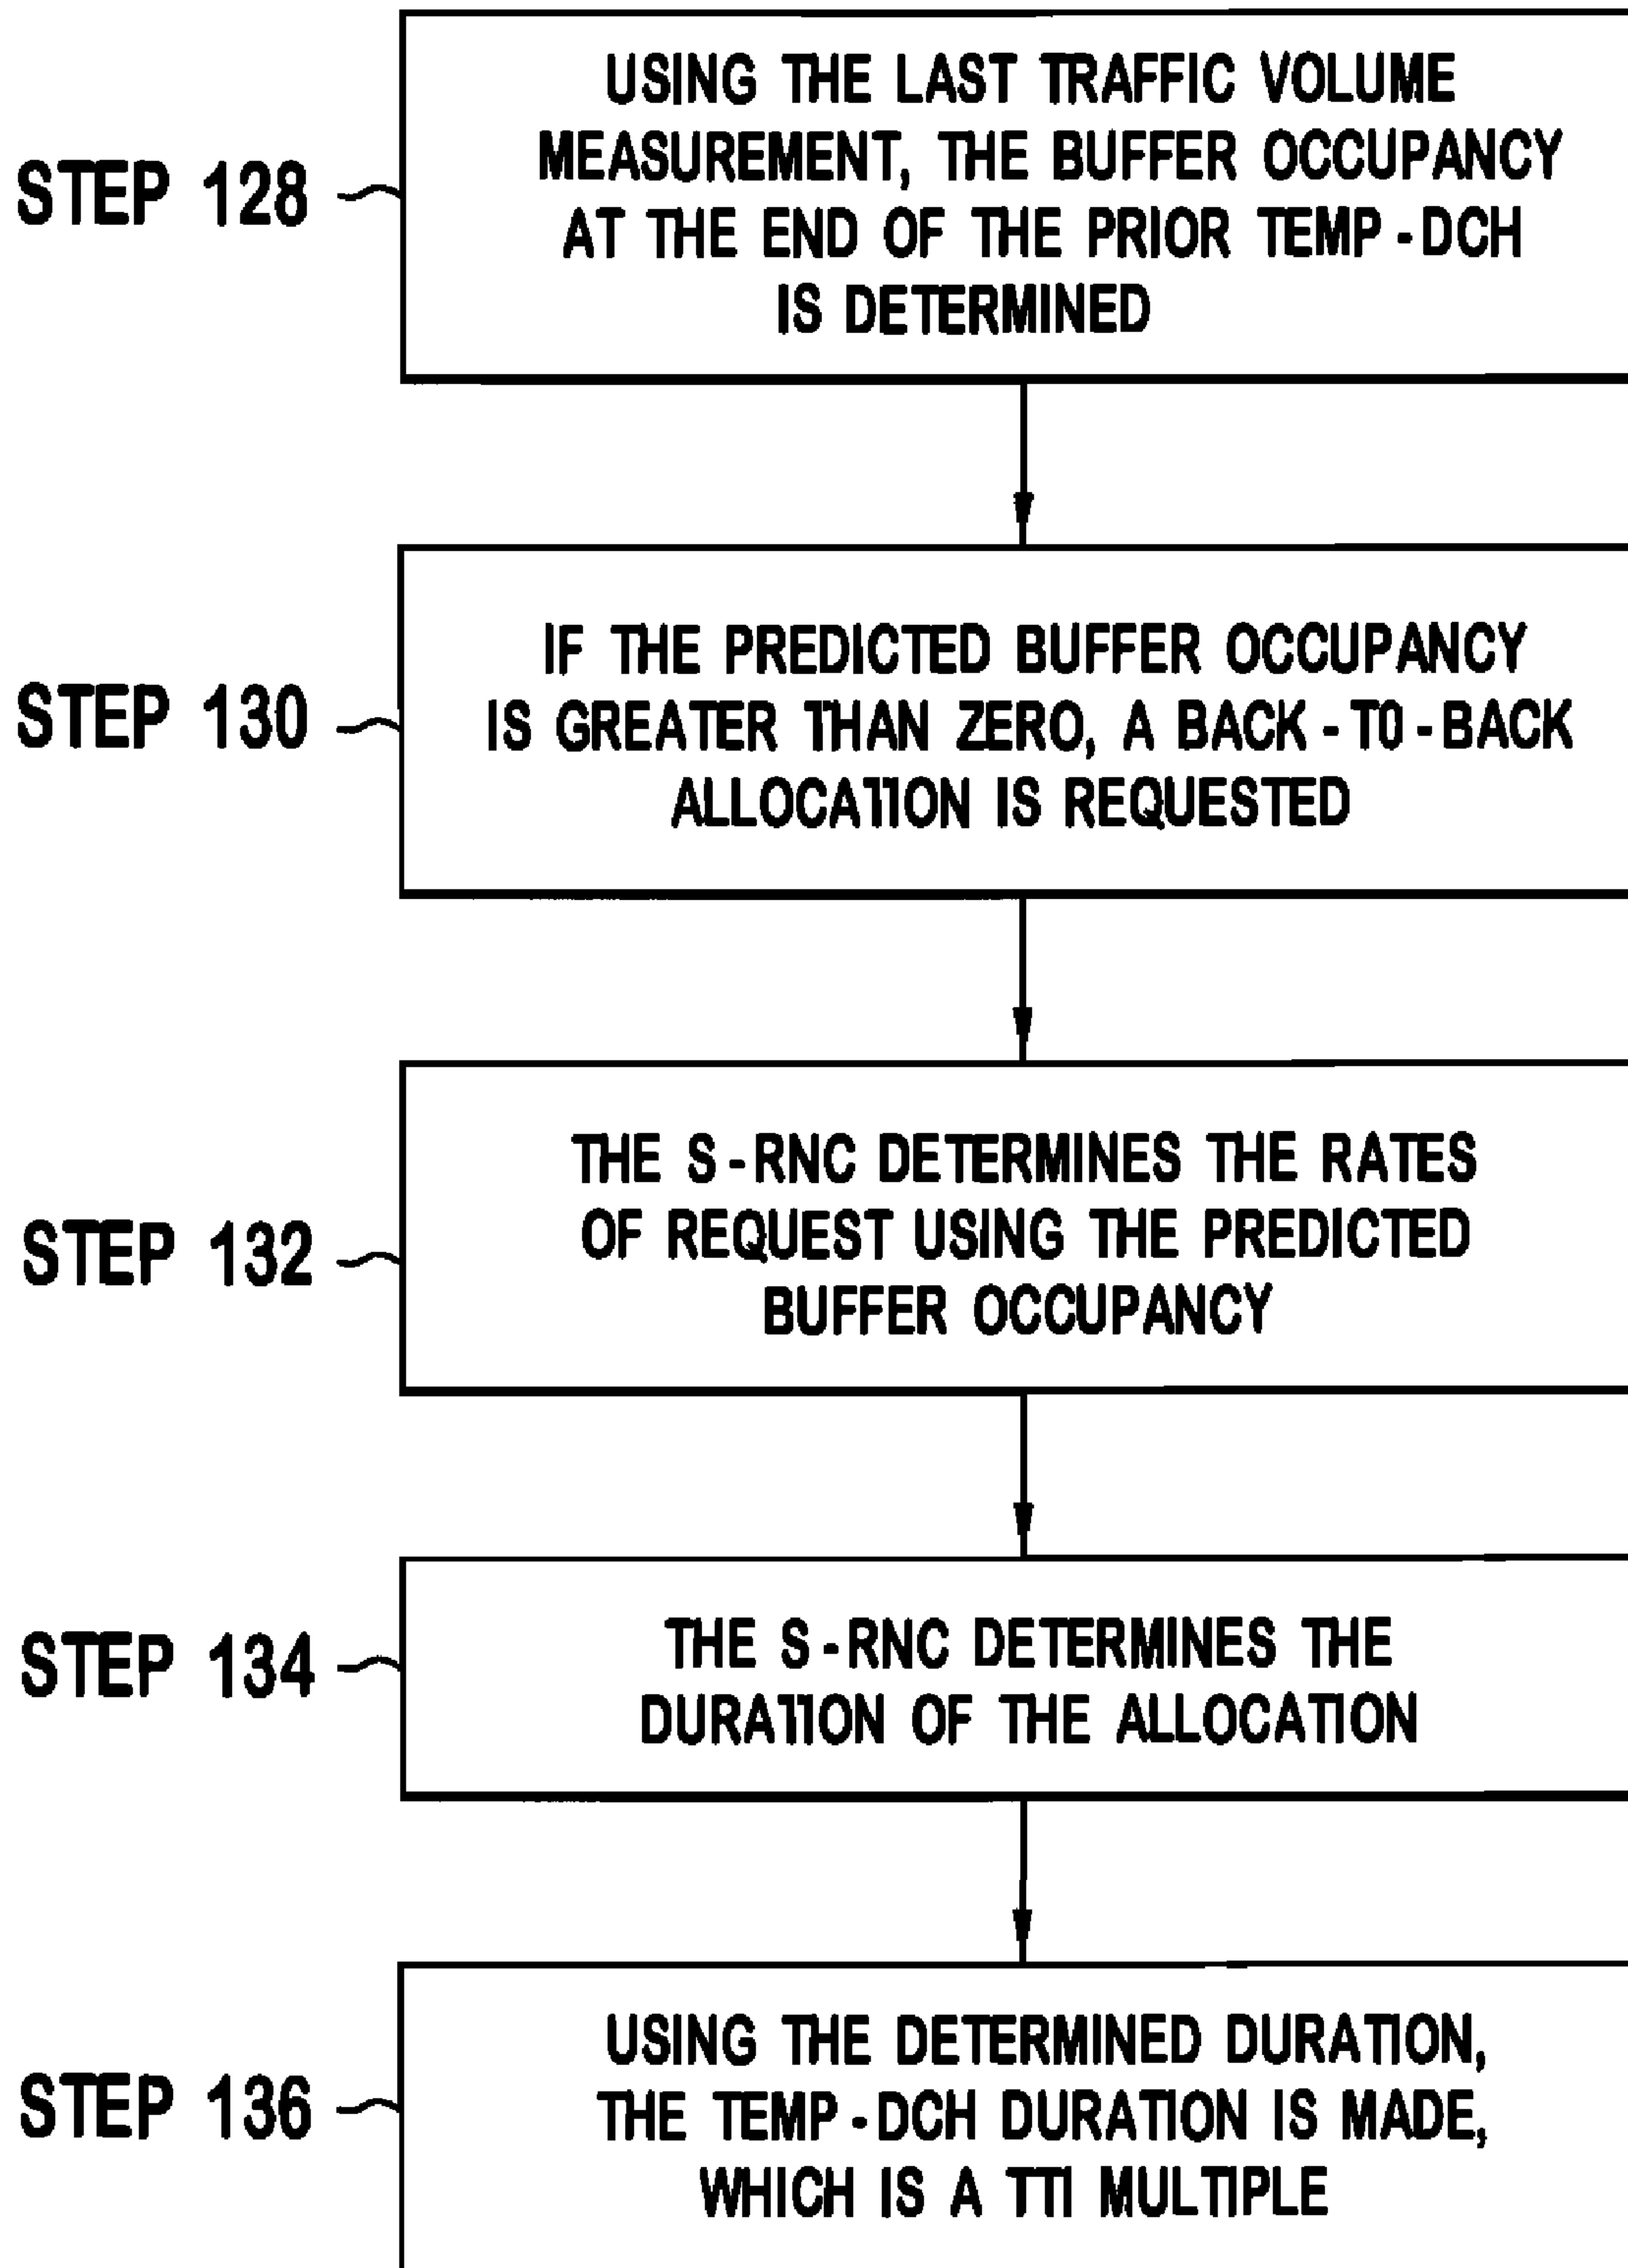 USING THE LAST TRAFFIC VOLUME
MEASUREMENT, THE BUFFER OCCUPANCY
AT THE END OF THE PRIOR TEMP-DCH
IS DETERMINED
STEP 128
IF THE PREDICTED BUFFER OCCUPANCY
IS GREATER THAN ZERO, A BACK-TO-BACK
ALLOCATION IS REQUESTED
STEP 130
THE S-RNC DETERMINES THE RATES
OF REQUEST USING THE PREDICTED
BUFFER OCCUPANCY
STEP 132
THE S-RNC DETERMINES THE
DURATION OF THE ALLOCATION
STEP 134
USING THE DETERMINED DURATION,
THE TEMP-DCH DURATION IS MADE,
WHICH IS A TTI MULTIPLE
STEP 136